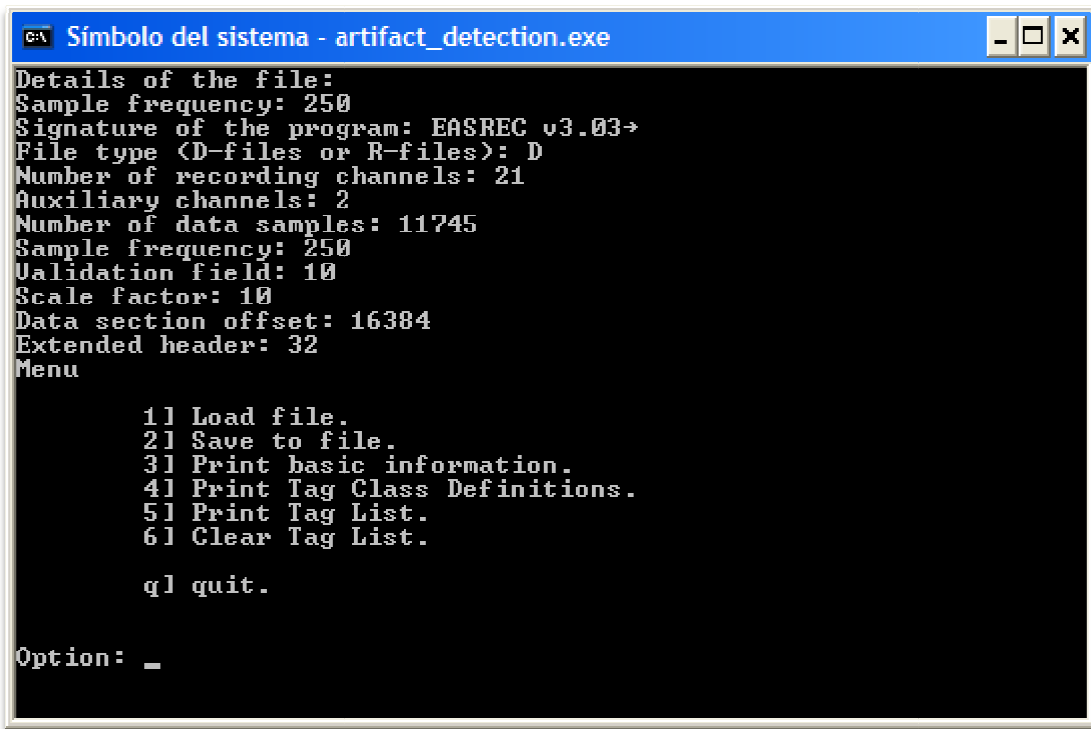 Símbolo del sistema - artifact_detection.exe
Details of the file:
Sample frequency: 250
Signature of the program: EASREC v3.03→
File type (D-files or R-files): D
Number of recording channels: 21
Auxiliary channels: 2
Number of data samples: 11745
Sample frequency: 250
Validation field: 10
Scale factor: 10
Data section offset: 16384
Extended header: 32
Menu
1] Load file.
2] Save to file.
3] Print basic information.
4] Print Tag Class Definitions.
5] Print Tag List.
6] Clear Tag List.
q] quit.
Option: _